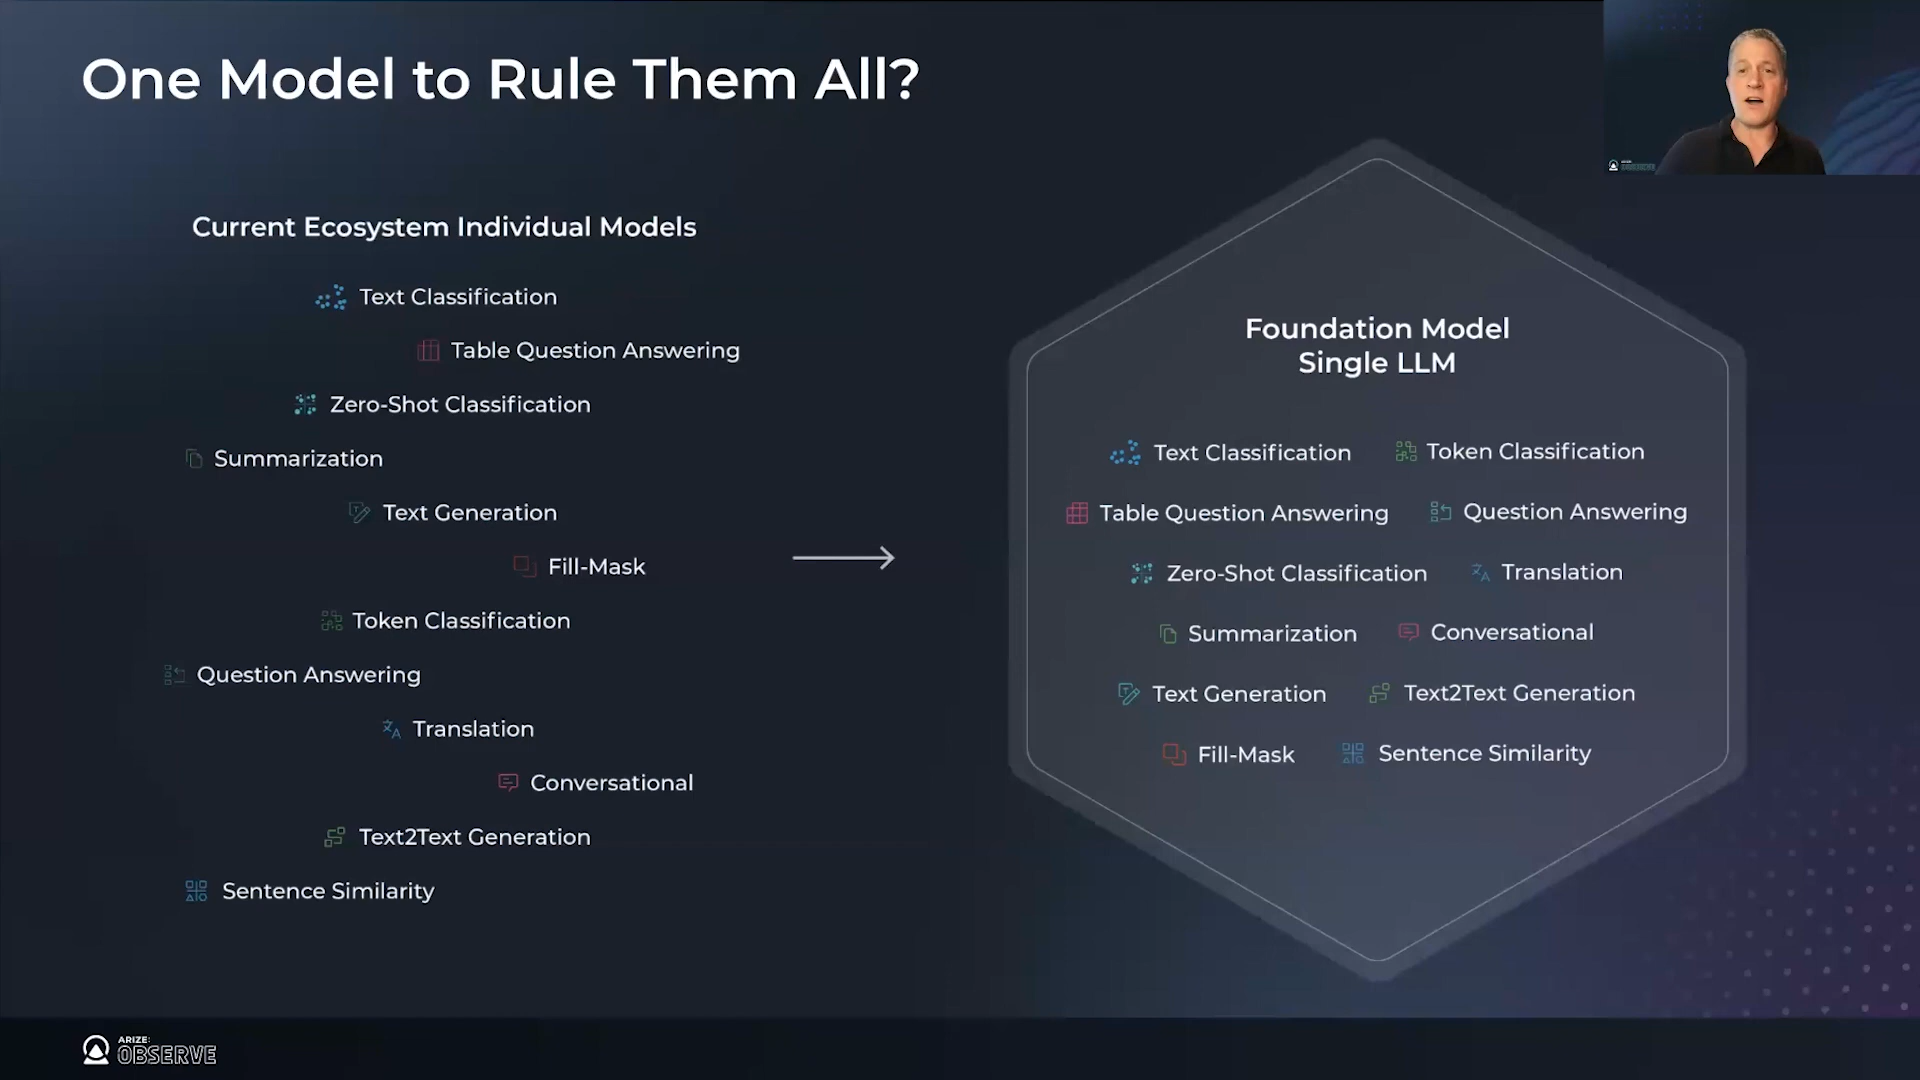 One Model to Rule Them All?
Current Ecosystem Individual Models
Text Classification
Table Question Answering
Zero-Shot Classification
Summarization
Text Generation
Fill-Mask
Token Classification
Question Answering
Translation
Conversational
Text2Text Generation
Sentence Similarity
Foundation Model
Single LLM
Text Classification
Token Classification
Table Question Answering
Question Answering
Zero-Shot Classification
Translation
Summarization
Conversational
Text Generation
Text2Text Generation
Fill-Mask
Sentence Similarity
ARIZE:
OBSERVE